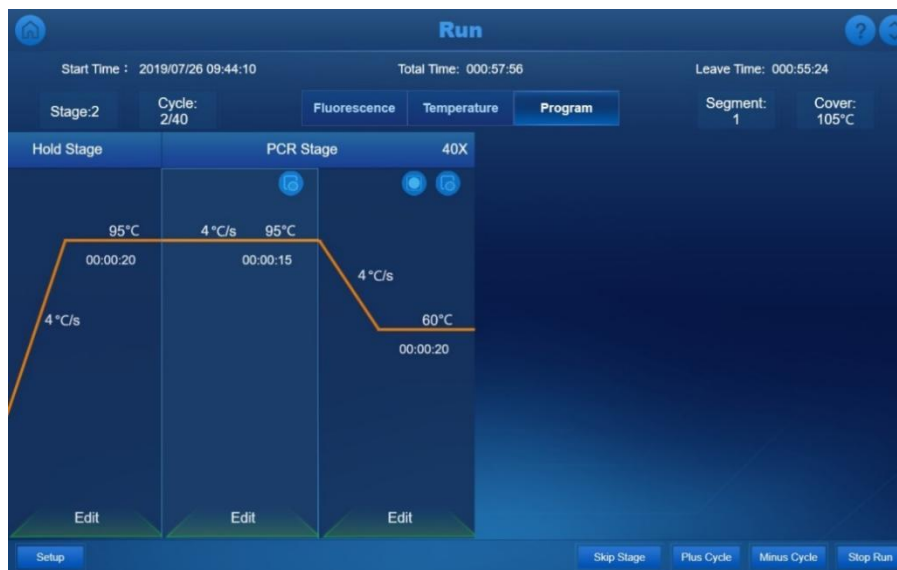 Run
?
Start Time： 2019/07/26 09:44:10 Total Time: 000:57:56 Leave Time: 000:55:24
Stage:2 Cycle: 2/40 Fluorescence Temperature Program Segment: 1 Cover: 105°C
Hold Stage PCR Stage 40X
95°C 4°C/s 95°C
00:00:20 00:00:15
4°C/s
4°C/s 60°C
00:00:20
Edit Edit Edit
Setup Skip Stage Plus Cycle Minus Cycle Stop Run